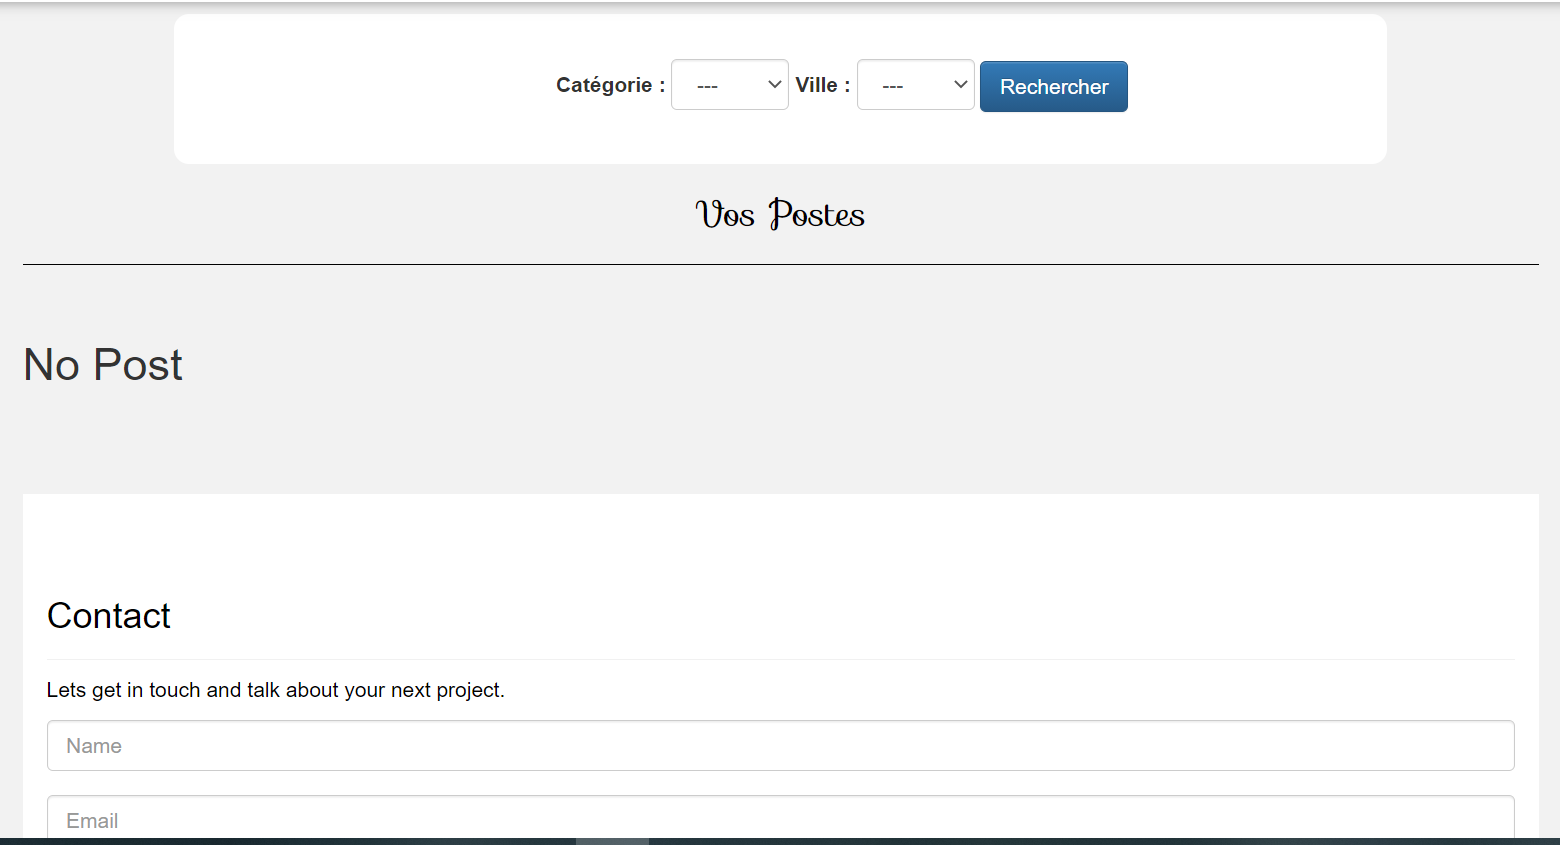 Catégorie : --- Ville : --- Rechercher
Vos Postes
No Post
Contact
Lets get in touch and talk about your next project.
Name
Email